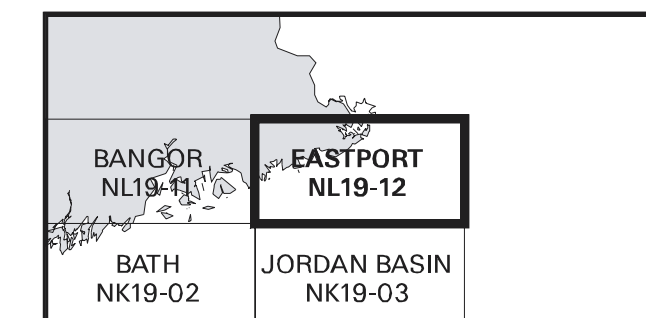 BANGOR
NL19-11
EASTPORT
NL19-12
BATH
NK19-02
JORDAN BASIN
NK19-03